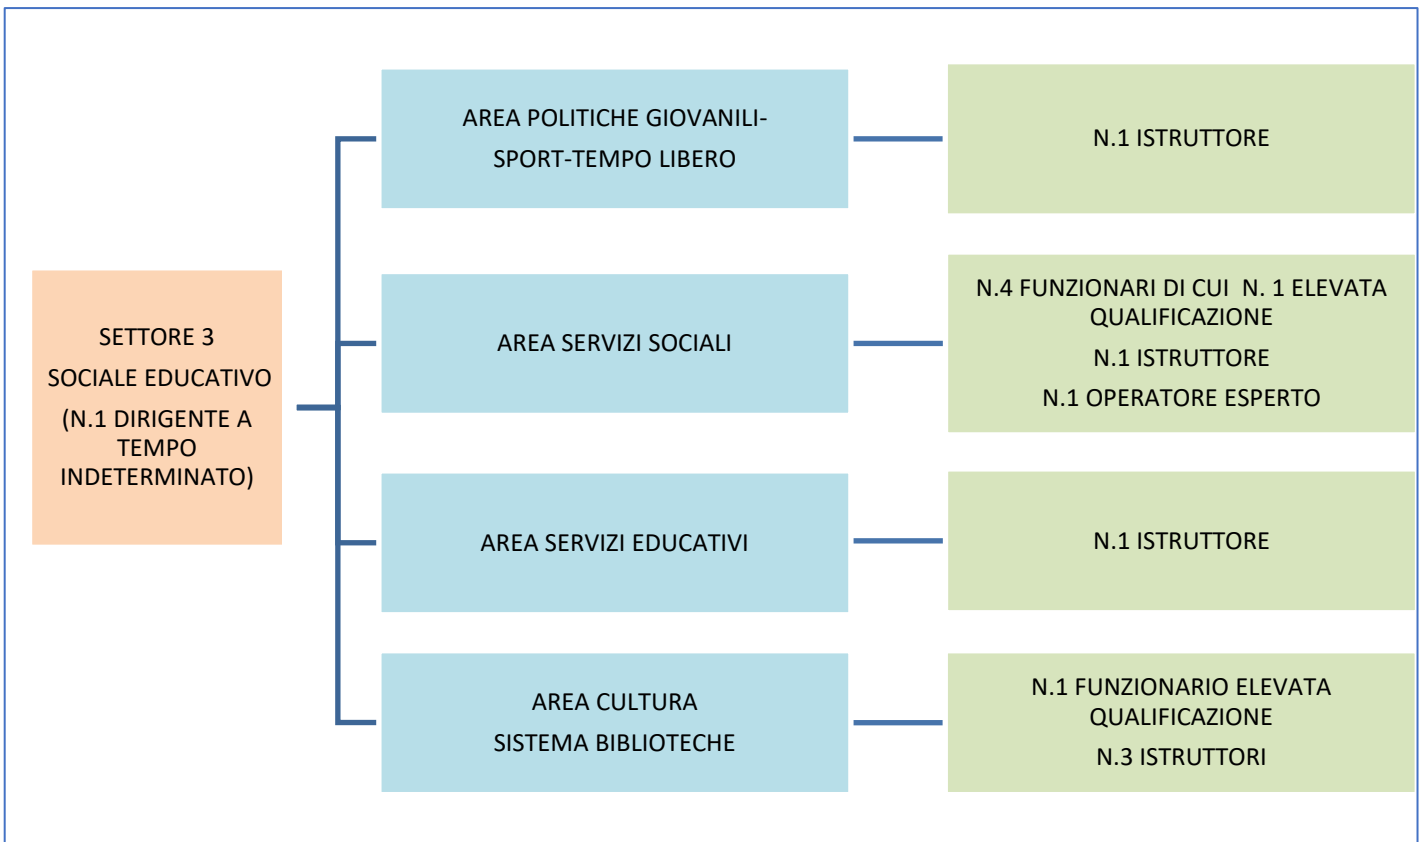 SETTORE 3
SOCIALE EDUCATIVO
(N.1 DIRIGENTE A
TEMPO
INDETERMINATO)
AREA POLITICHE GIOVANILI-
SPORT-TEMPO LIBERO
N.1 ISTRUTTORE
AREA SERVIZI SOCIALI
N.4 FUNZIONARI DI CUI  N. 1 ELEVATA
QUALIFICAZIONE
N.1 ISTRUTTORE
N.1 OPERATORE ESPERTO
AREA SERVIZI EDUCATIVI
N.1 ISTRUTTORE
AREA CULTURA
SISTEMA BIBLIOTECHE
N.1 FUNZIONARIO ELEVATA
QUALIFICAZIONE
N.3 ISTRUTTORI